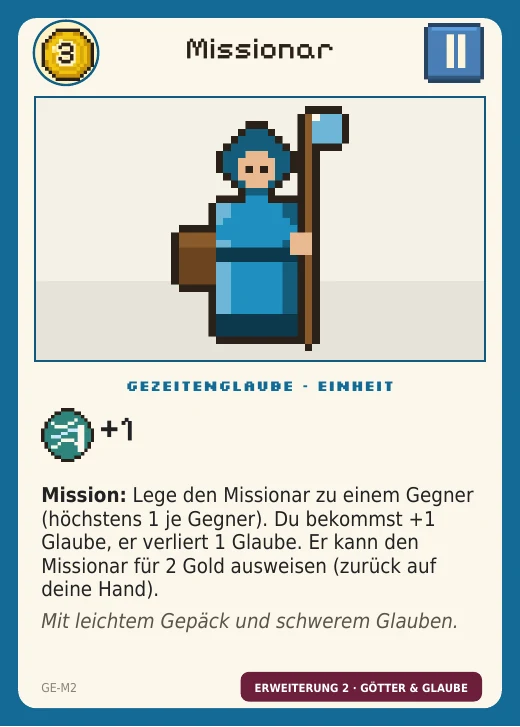 3
Missionar
II
GEZEITENGLAUBE - EINHEIT
+1
Mission: Lege den Missionar zu einem Gegner
(höchstens 1 je Gegner). Du bekommst +1
Glaube, er verliert 1 Glaube. Er kann den
Missionar für 2 Gold ausweisen (zurück auf
deine Hand).
Mit leichtem Gepäck und schwerem Glauben.
GE-M2
ERWEITERUNG 2 · GÖTTER & GLAUBE